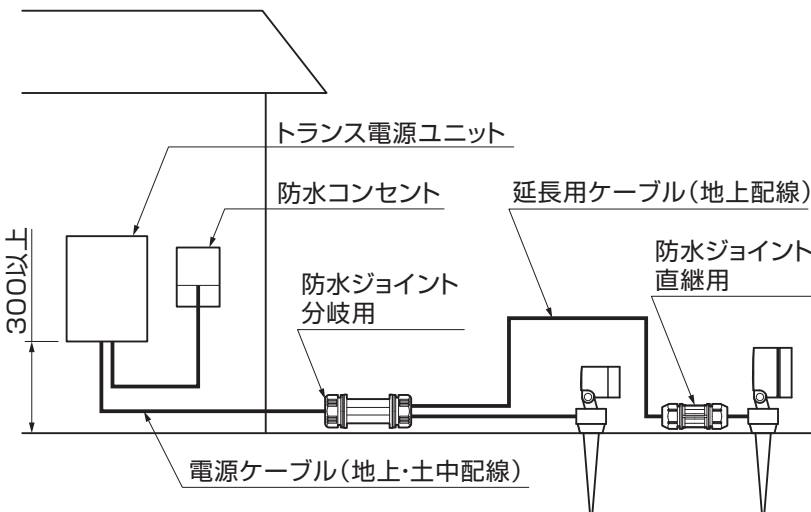 トランス電源ユニット
防水コンセント
延長用ケーブル(地上配線)
300以上
防水ジョイント
分岐用
防水ジョイント
直継用
電源ケーブル(地上・土中配線)